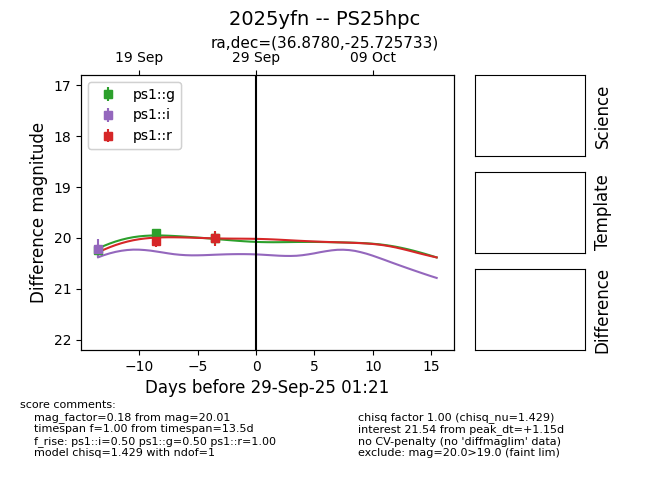 2025yfn -- PS25hpc
ra,dec=(36.8780,-25.725733)
19 Sep 29 Sep 09 Oct
17
18
19
20
21
22
Difference magnitude
ps1::g
ps1::i
ps1::r
−10 −5 0 5 10 15
Days before 29-Sep-25 01:21
Science
Template
Difference
score comments:
mag_factor=0.18 from mag=20.01
timespan f=1.00 from timespan=13.5d
f_rise: ps1::i=0.50 ps1::g=0.50 ps1::r=1.00
model chisq=1.429 with ndof=1
chisq factor 1.00 (chisq_nu=1.429)
interest 21.54 from peak_dt=+1.15d
no CV-penalty (no 'diffmaglim' data)
exclude: mag=20.0>19.0 (faint lim)